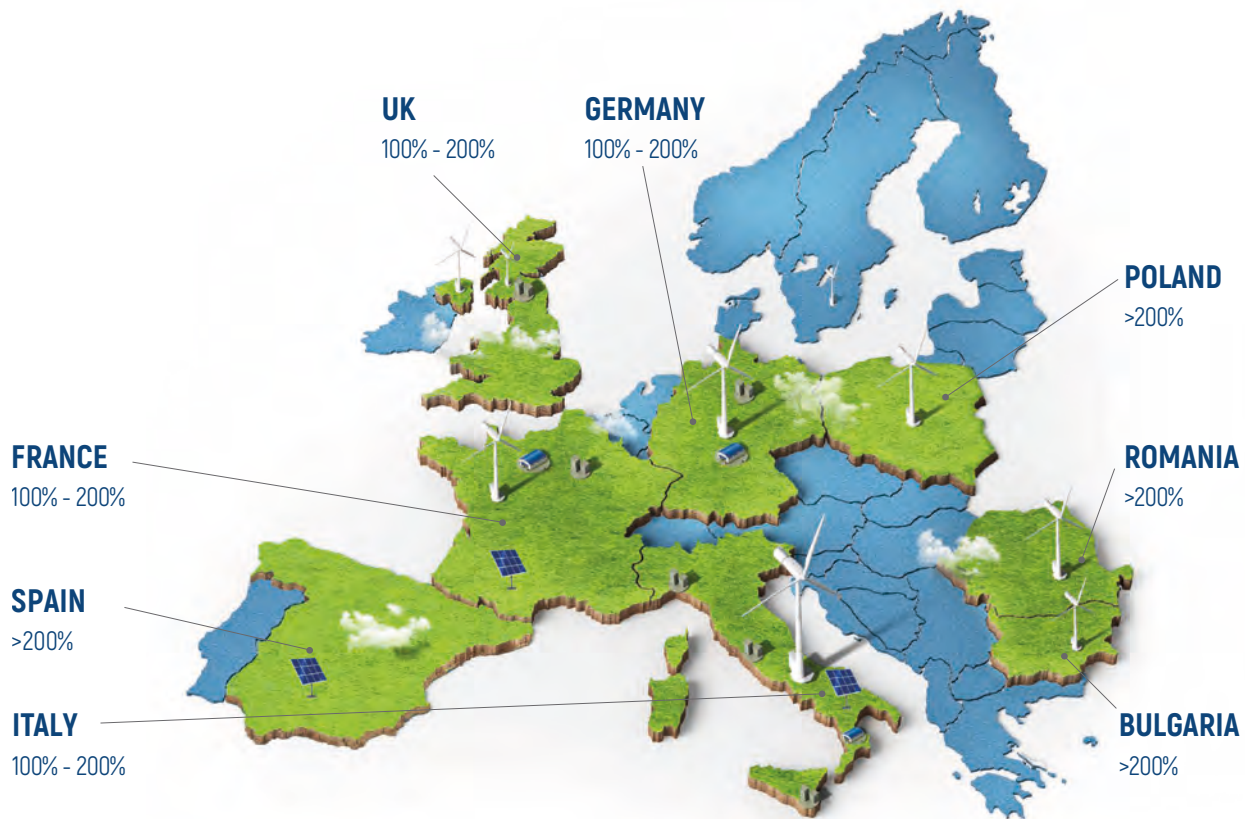 UK
100% - 200%
GERMANY
100% - 200%
POLAND
>200%
FRANCE
100% - 200%
ROMANIA
>200%
SPAIN
>200%
ITALY
100% - 200%
BULGARIA
>200%